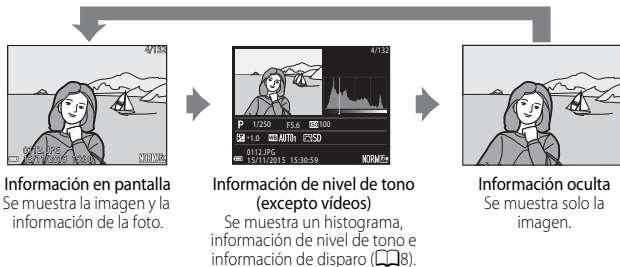 4/132
0112.JPG
15/11/2015 15:30
NORM
Información en pantalla
Se muestra la imagen y la
información de la foto.
4/132
P 1/250 F5.6 ISO 100
+1.0 WB AUTO1 SD
0112.JPG
15/11/2015 15:30:59 NORM
Información de nivel de tono
(excepto vídeos)
Se muestra un histograma,
información de nivel de tono e
información de disparo (8).
Información oculta
Se muestra solo la
imagen.